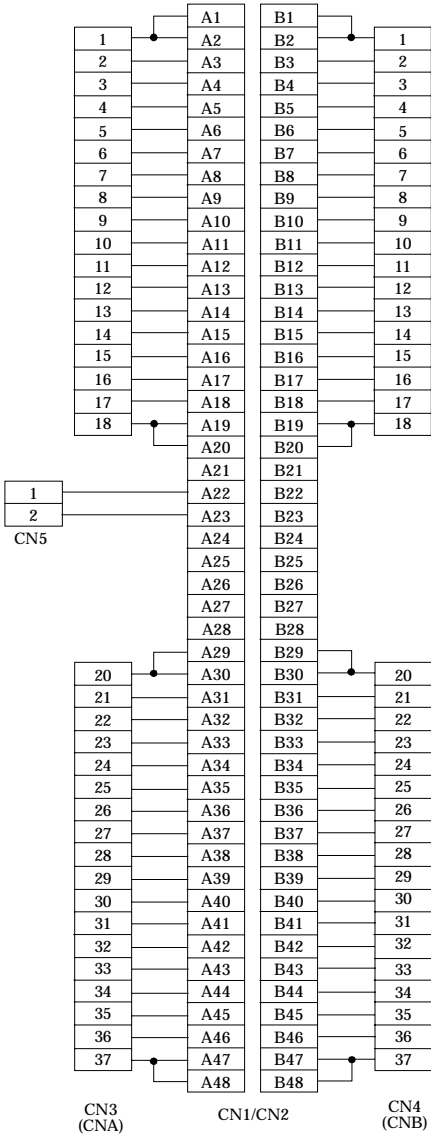 A1 B1
1 A2 B2 1
2 A3 B3 2
3 A4 B4 3
4 A5 B5 4
5 A6 B6 5
6 A7 B7 6
7 A8 B8 7
8 A9 B9 8
9 A10 B10 9
10 A11 B11 10
11 A12 B12 11
12 A13 B13 12
13 A14 B14 13
14 A15 B15 14
15 A16 B16 15
16 A17 B17 16
17 A18 B18 17
18 A19 B19 18
A20 B20
A21 B21
1 A22 B22
2 A23 B23
CN5 A24 B24
A25 B25
A26 B26
A27 B27
A28 B28
A29 B29
20 A30 B30 20
21 A31 B31 21
22 A32 B32 22
23 A33 B33 23
24 A34 B34 24
25 A35 B35 25
26 A36 B36 26
27 A37 B37 27
28 A38 B38 28
29 A39 B39 29
30 A40 B40 30
31 A41 B41 31
32 A42 B42 32
33 A43 B43 33
34 A44 B44 34
35 A45 B45 35
36 A46 B46 36
37 A47 B47 37
A48 B48
CN3 CN1/CN2 CN4
(CNA) (CNB)